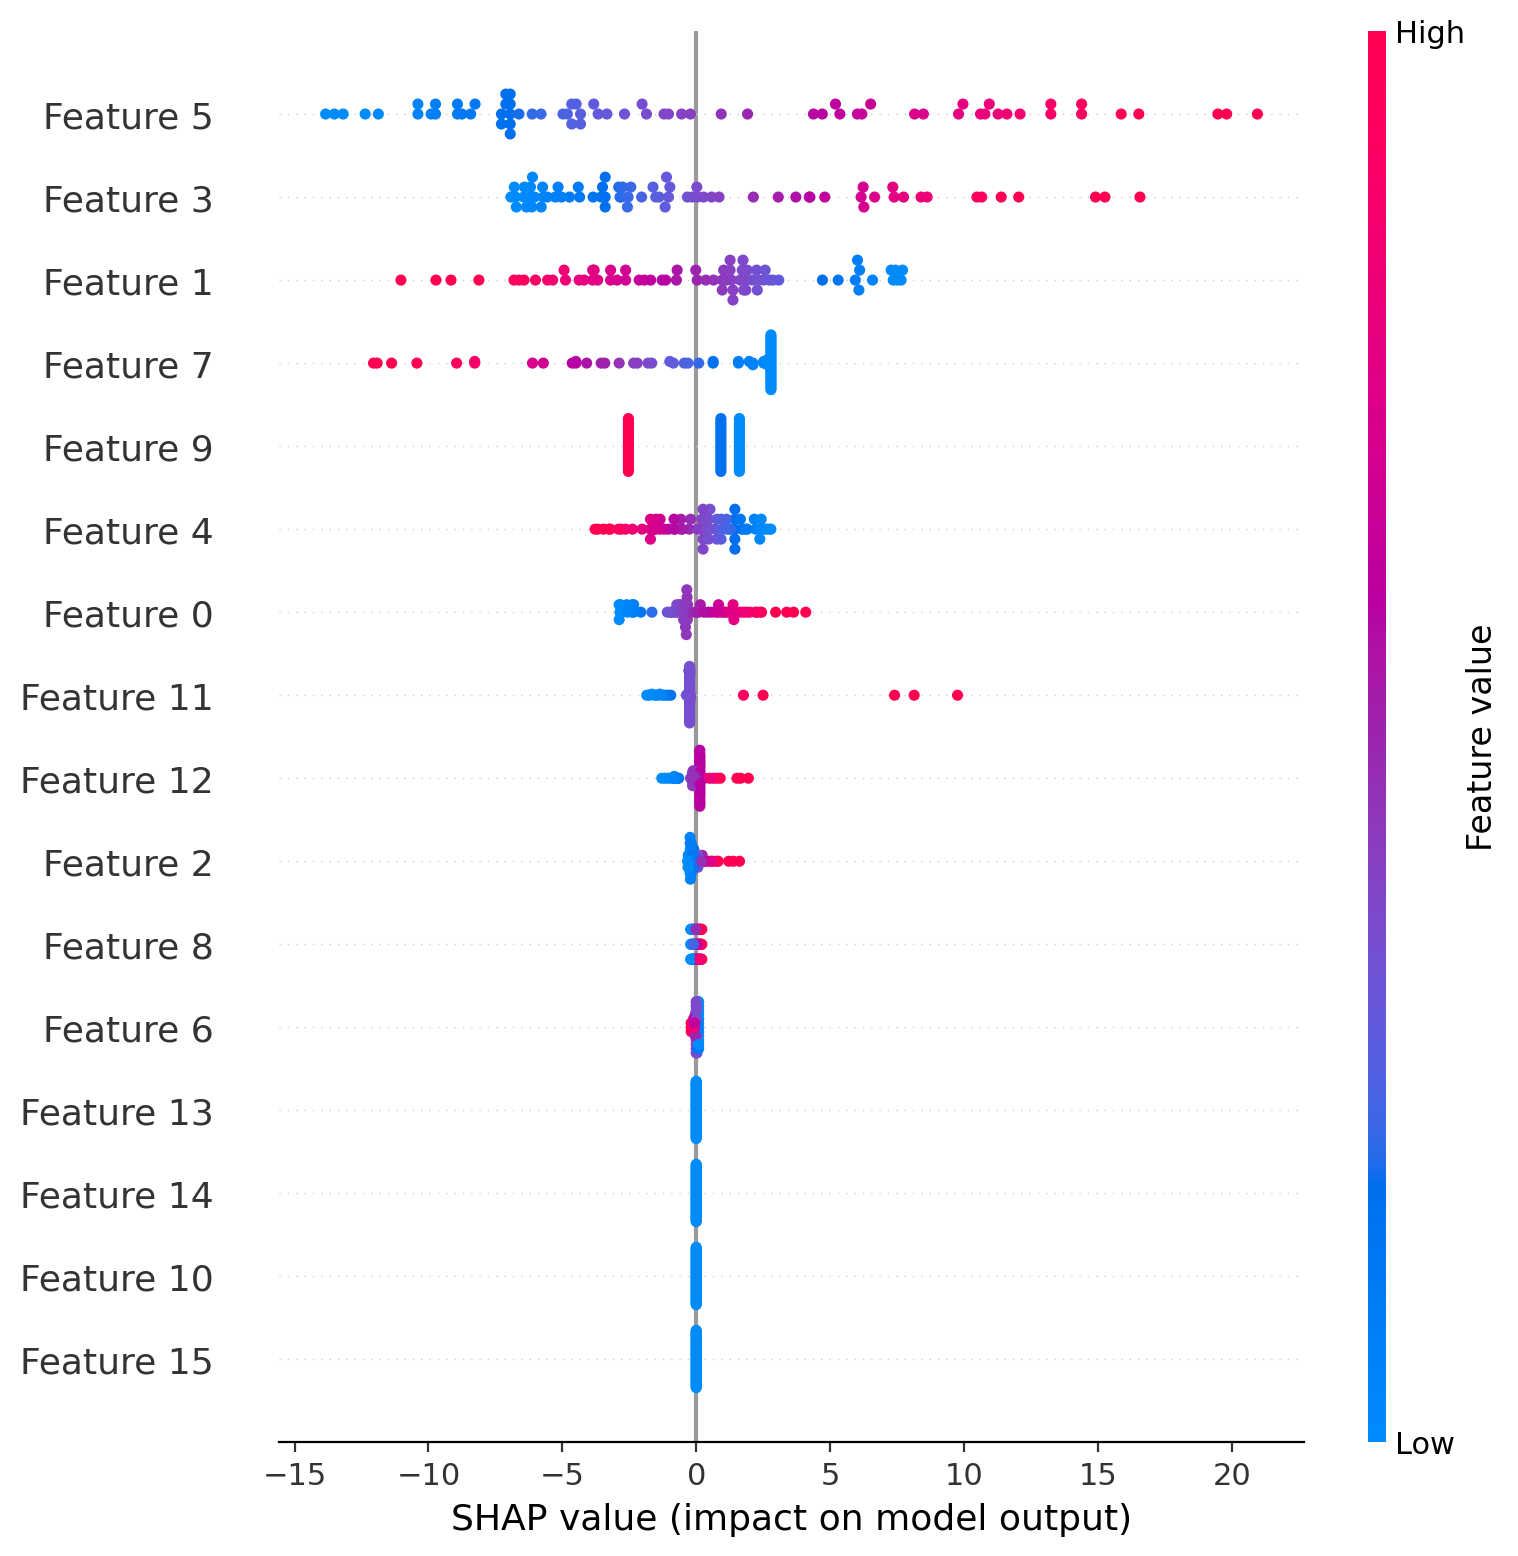 High
Feature 5
Feature 3
Feature 1
Feature 7
Feature 9
Feature 4
Feature 0
Feature 11
Feature 12
Feature 2
Feature 8
Feature 6
Feature 13
Feature 14
Feature 10
Feature 15
Feature value
Low
−15 −10 −5 0 5 10 15 20
SHAP value (impact on model output)